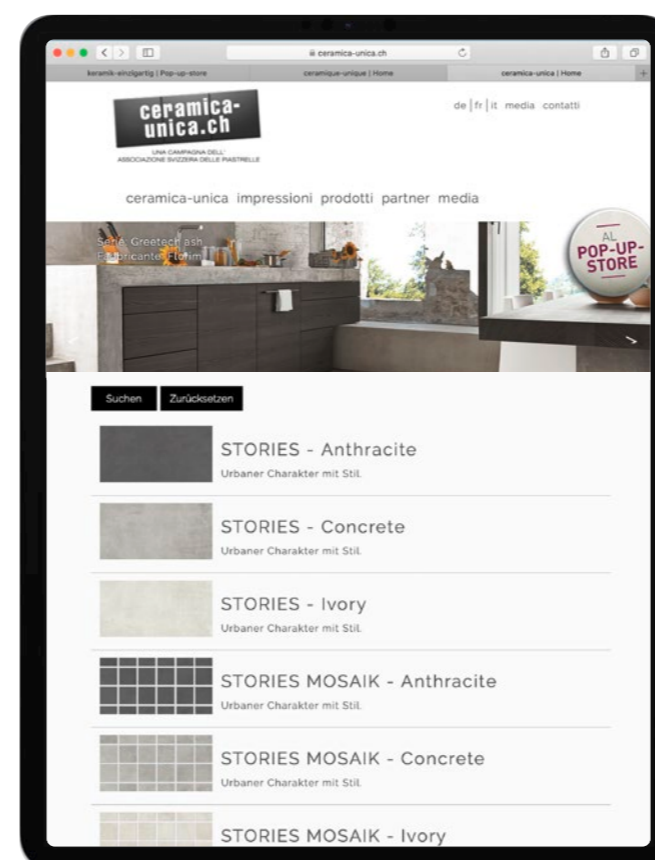 ceramica-unica.ch
keramik-einzigartig | Pop-up-store
ceramique-unique | Home
ceramica-unica | Home
ceramica-
unica.ch
UNA CAMPAGNA DELL'
ASSOCIAZIONE SVIZZERA DELLE PIASTRELLE
de | fr | it media contatti
ceramica-unica impressioni prodotti partner media
Serie: Greetech ash
Fabbricante: Florim
AL
POP-UP-
STORE
Suchen Zurücksetzen
STORIES - Anthracite
Urbaner Charakter mit Stil.
STORIES - Concrete
Urbaner Charakter mit Stil.
STORIES - Ivory
Urbaner Charakter mit Stil.
STORIES MOSAIK - Anthracite
Urbaner Charakter mit Stil.
STORIES MOSAIK - Concrete
Urbaner Charakter mit Stil.
STORIES MOSAIK - Ivory